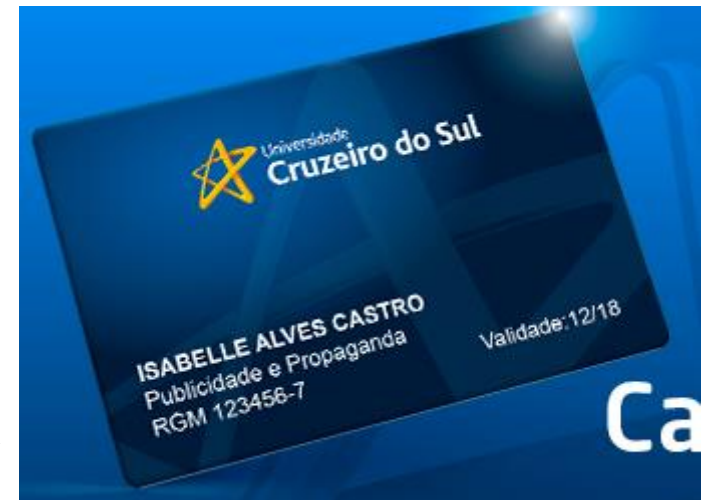 Universidade
Cruzeiro do Sul
ISABELLE ALVES CASTRO
Publicidade e Propaganda
RGM 123456-7
Validade:12/18
Ca